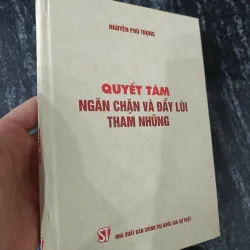 NGUYỄN PHÚ TRỌNG
QUYẾT TÂM
NGĂN CHẶN VÀ ĐẨY LÙI
THAM NHŨNG
ST
NHÀ XUẤT BẢN CHÍNH TRỊ QUỐC GIA SỰ THẬT